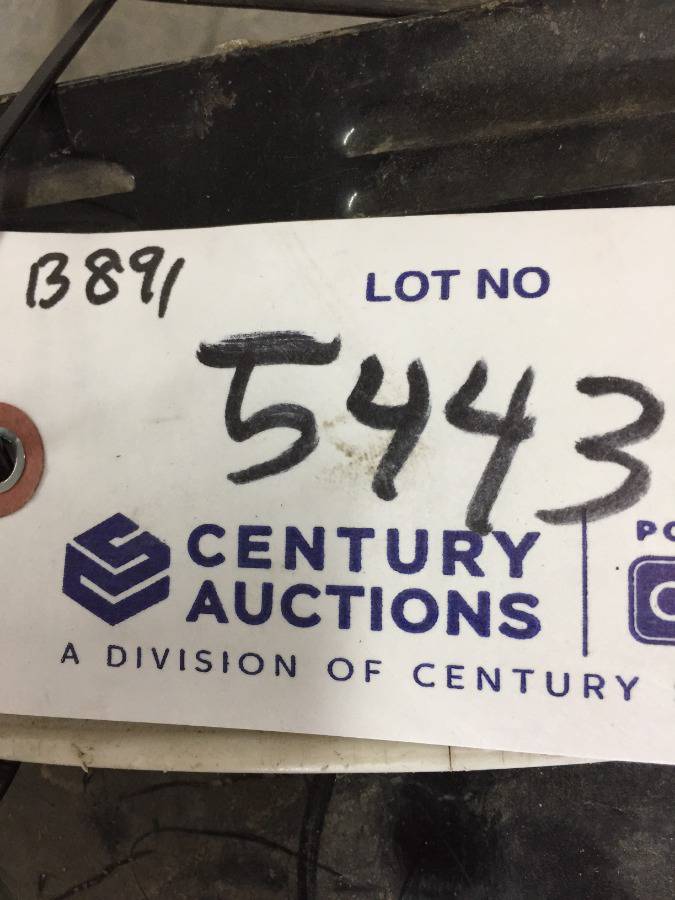 B891
LOT NO
5443
CENTURY
AUCTIONS
A DIVISION OF CENTURY